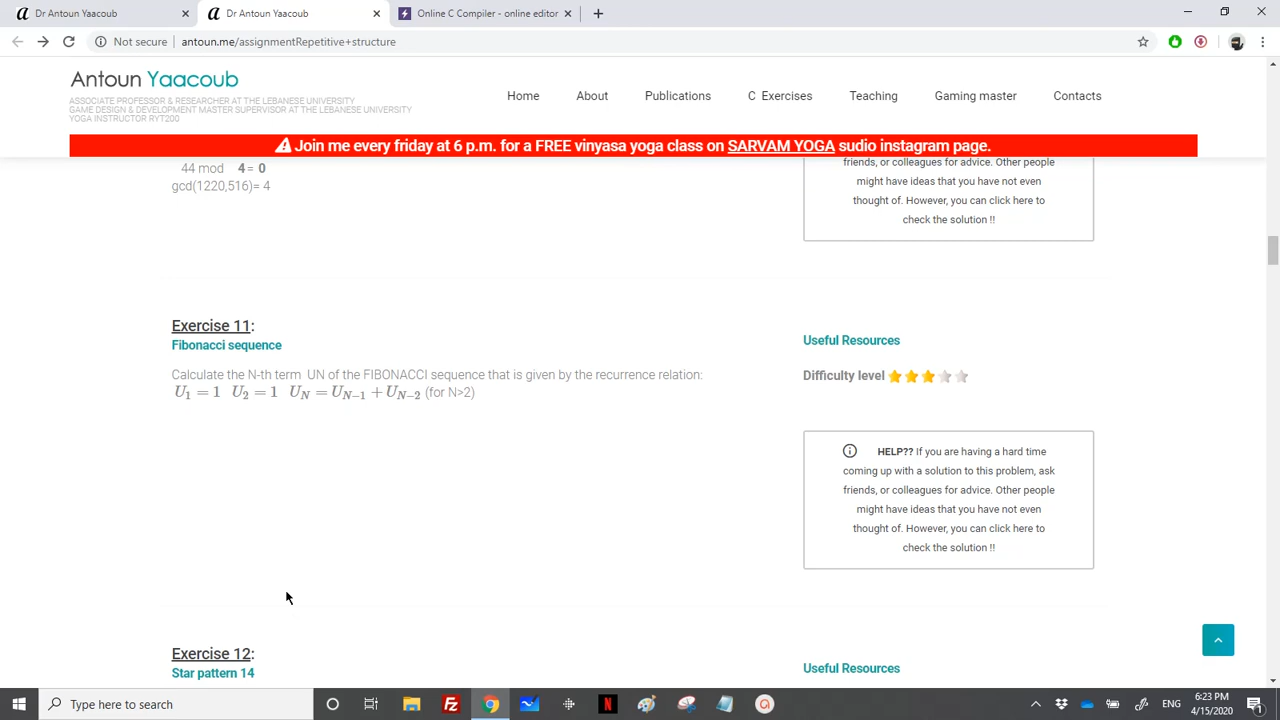 Dr Antoun Yaacoub
Dr Antoun Yaacoub
Online C Compiler - online editor
Not secure
antoun.me/assignmentRepetitive+structure
Antoun Yaacoub
ASSOCIATE PROFESSOR & RESEARCHER AT THE LEBANESE UNIVERSITY
GAME DESIGN & DEVELOPMENT MASTER SUPERVISOR AT THE LEBANESE UNIVERSITY
YOGA INSTRUCTOR RYT200
Home About Publications C Exercises Teaching Gaming master Contacts
Join me every friday at 6 p.m. for a FREE vinyasa yoga class on SARVAM YOGA sudio instagram page.
44 mod 4 = 0
gcd(1220,516)= 4
friends, or colleagues for advice. Other people
might have ideas that you have not even
thought of. However, you can click here to
check the solution !!
Exercise 11:
Fibonacci sequence
Calculate the N-th term UN of the FIBONACCI sequence that is given by the recurrence relation:
U₁ = 1 U₂ = 1 U_N = U_{N−1} + U_{N−2} (for N>2)
Useful Resources
Difficulty level
HELP?? If you are having a hard time
coming up with a solution to this problem, ask
friends, or colleagues for advice. Other people
might have ideas that you have not even
thought of. However, you can click here to
check the solution !!
Exercise 12:
Star pattern 14
Useful Resources
Type here to search
ENG
6:23 PM
4/15/2020